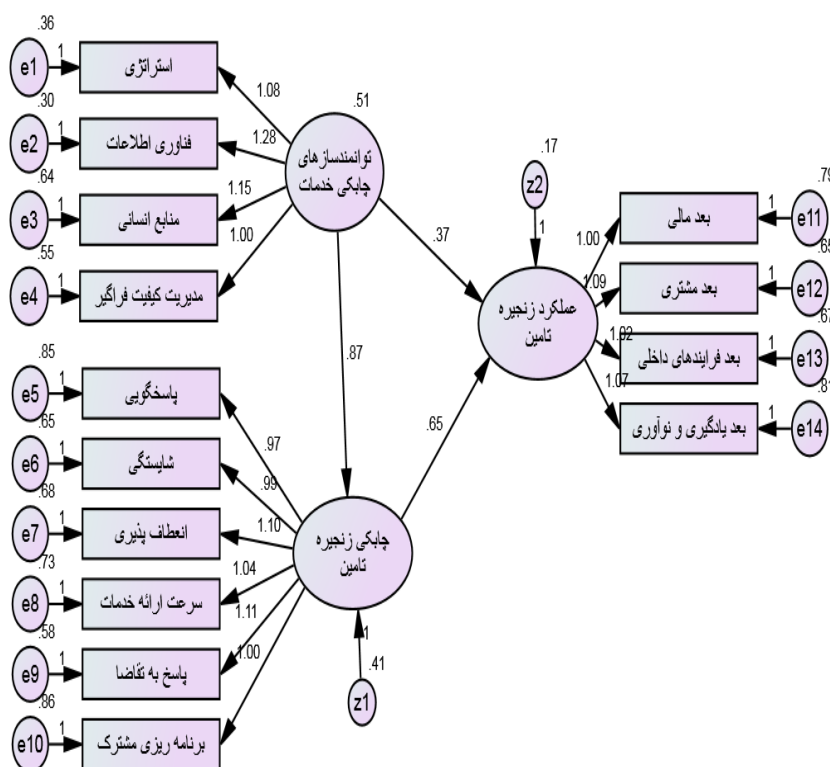 .36
e1
1
استراتژی
1.08
.30
e2
1
فناوری اطلاعات
1.28
.64
e3
1
منابع انسانی
1.15
.55
e4
1
مدیریت کیفیت فراگیر
1.00
.51
توانمندسازهای
چابکی خدمات
.37
.87
.17
z2
1
عملکرد زنجیره
تامین
1.00
بعد مالی
1
.79
e11
1.09
بعد مشتری
1
.65
e12
1.02
بعد فرایندهای داخلی
1
.67
e13
1.07
بعد یادگیری و نوآوری
1
.81
e14
.85
e5
1
پاسخگویی
.97
.65
e6
1
شایستگی
.99
.68
e7
1
انعطاف پذیری
1.10
.73
e8
1
سرعت ارائه خدمات
1.04
.58
e9
1
پاسخ به تقاضا
1.11
.86
e10
1
برنامه ریزی مشترک
1.00
چابکی زنجیره
تامین
.65
1
.41
z1